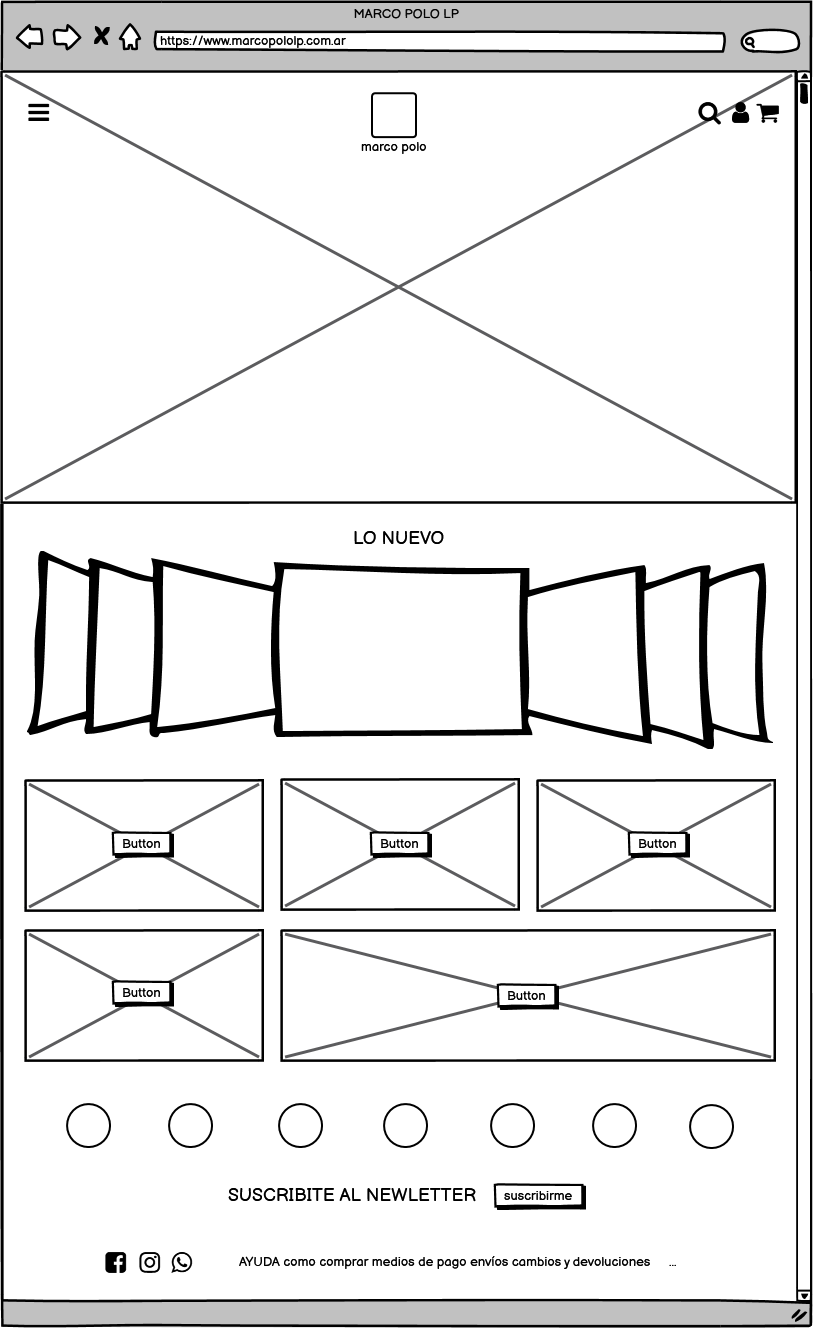 MARCO POLO LP
https://www.marcopololp.com.ar
marco polo
LO NUEVO
Button Button Button
Button Button
SUSCRIBITE AL NEWLETTER suscribirme
AYUDA como comprar medios de pago envíos cambios y devoluciones ...